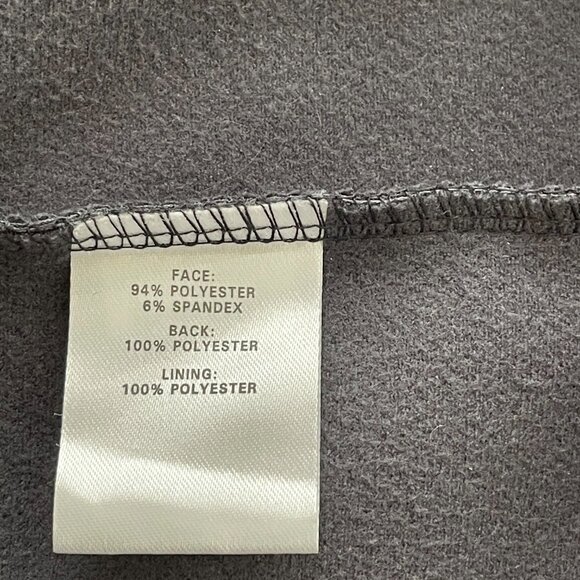 FACE:
94% POLYESTER
6% SPANDEX
BACK:
100% POLYESTER
LINING:
100% POLYESTER